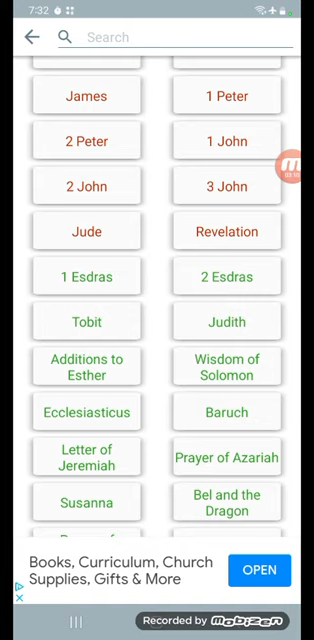 7:32
Search
James
1 Peter
2 Peter
1 John
2 John
3 John
Jude
Revelation
1 Esdras
2 Esdras
Tobit
Judith
Additions to
Esther
Wisdom of
Solomon
Ecclesiasticus
Baruch
Letter of
Jeremiah
Prayer of Azariah
Susanna
Bel and the
Dragon
Books, Curriculum, Church
Supplies, Gifts & More
OPEN
Recorded by mobizen